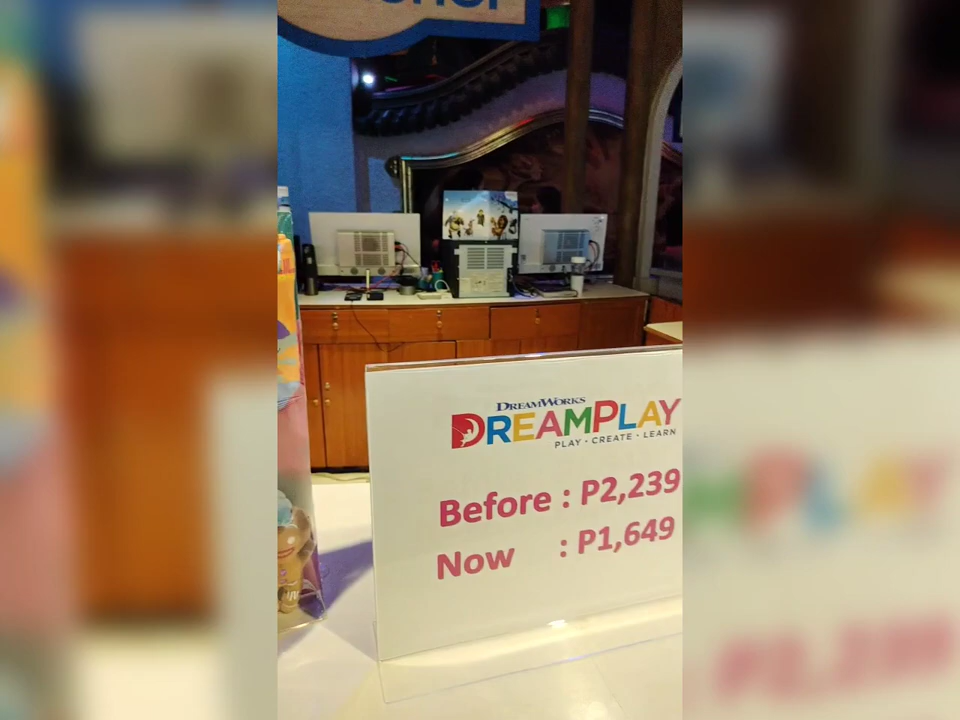 DREAMWORKS
DREAMPLAY
PLAY · CREATE · LEARN
Before : P2,239
Now : P1,649